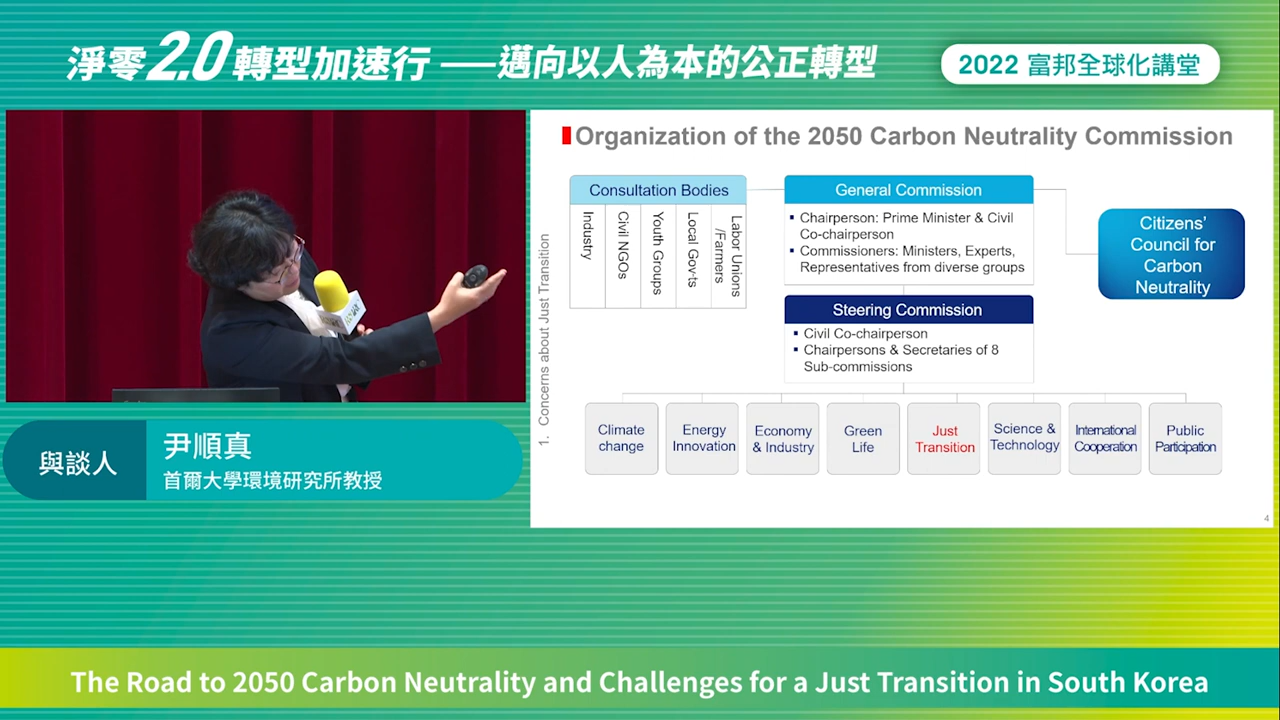 淨零2.0轉型加速行——邁向以人為本的公正轉型
2022 富邦全球化講堂
與談人
尹順真
首爾大學環境研究所教授
Organization of the 2050 Carbon Neutrality Commission
1. Concerns about Just Transition
Consultation Bodies
Industry
Civil NGOs
Youth Groups
Local Gov-ts
Labor Unions
/Farmers
General Commission
▪ Chairperson: Prime Minister & Civil
Co-chairperson
▪ Commissioners: Ministers, Experts,
Representatives from diverse groups
Citizens’
Council for
Carbon
Neutrality
Steering Commission
▪ Civil Co-chairperson
▪ Chairpersons & Secretaries of 8
Sub-commissions
Climate
change
Energy
Innovation
Economy
& Industry
Green
Life
Just
Transition
Science &
Technology
International
Cooperation
Public
Participation
4
The Road to 2050 Carbon Neutrality and Challenges for a Just Transition in South Korea